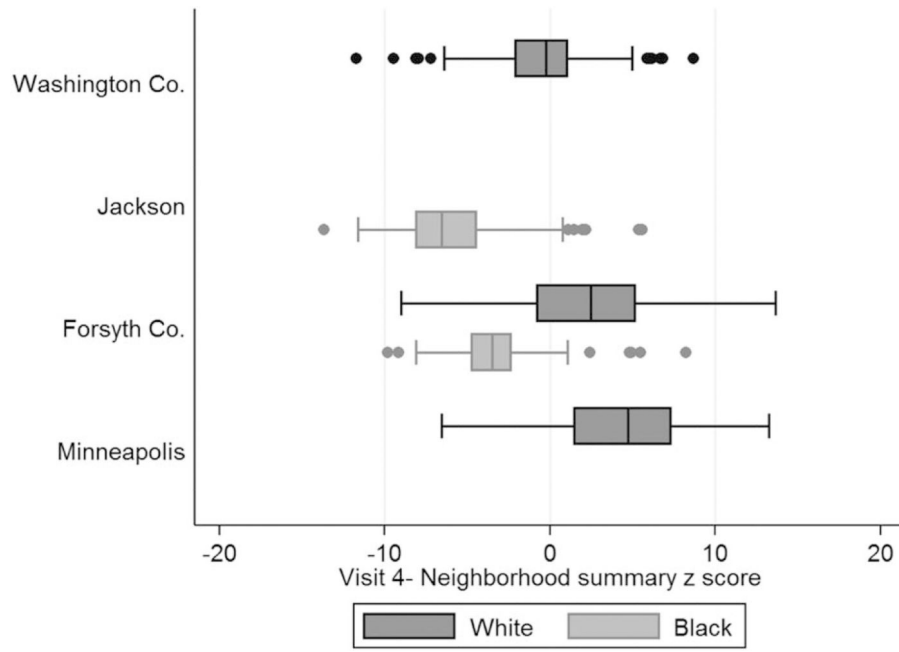 Washington Co.
Jackson
Forsyth Co.
Minneapolis
-20 -10 0 10 20
Visit 4- Neighborhood summary z score
White Black